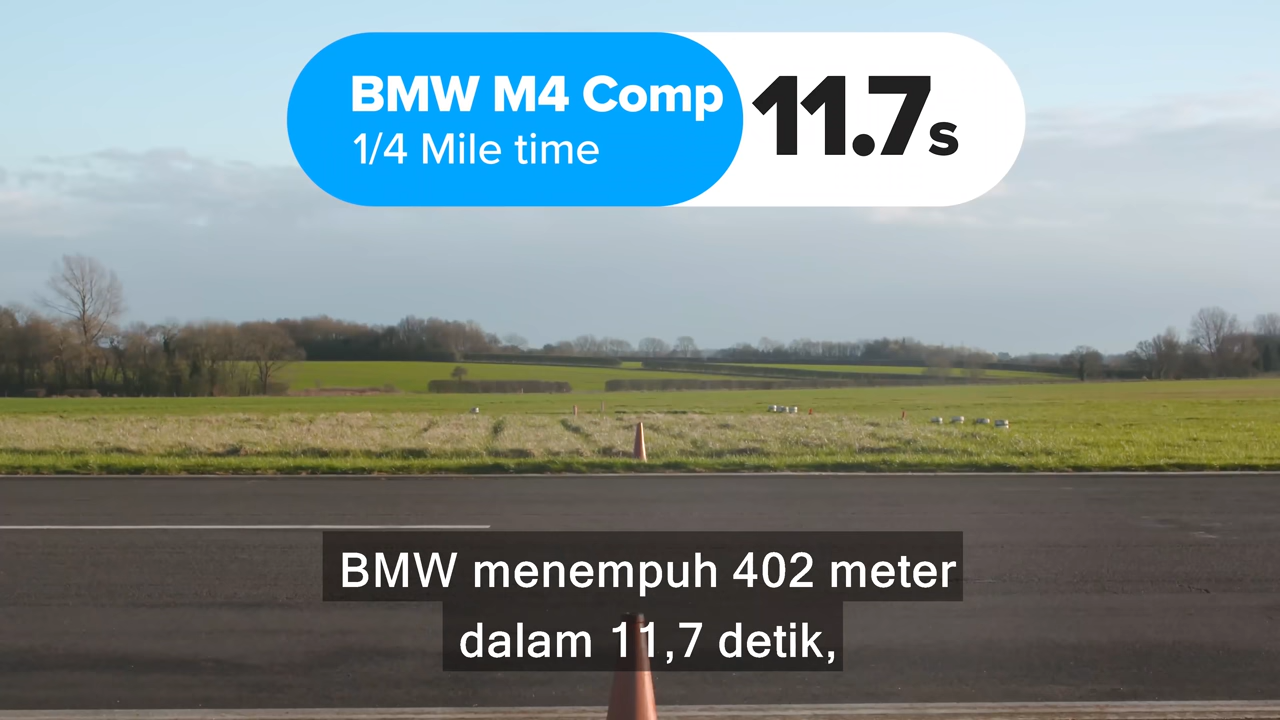 BMW M4 Comp
1/4 Mile time
11.7s
BMW menempuh 402 meter
dalam 11,7 detik,